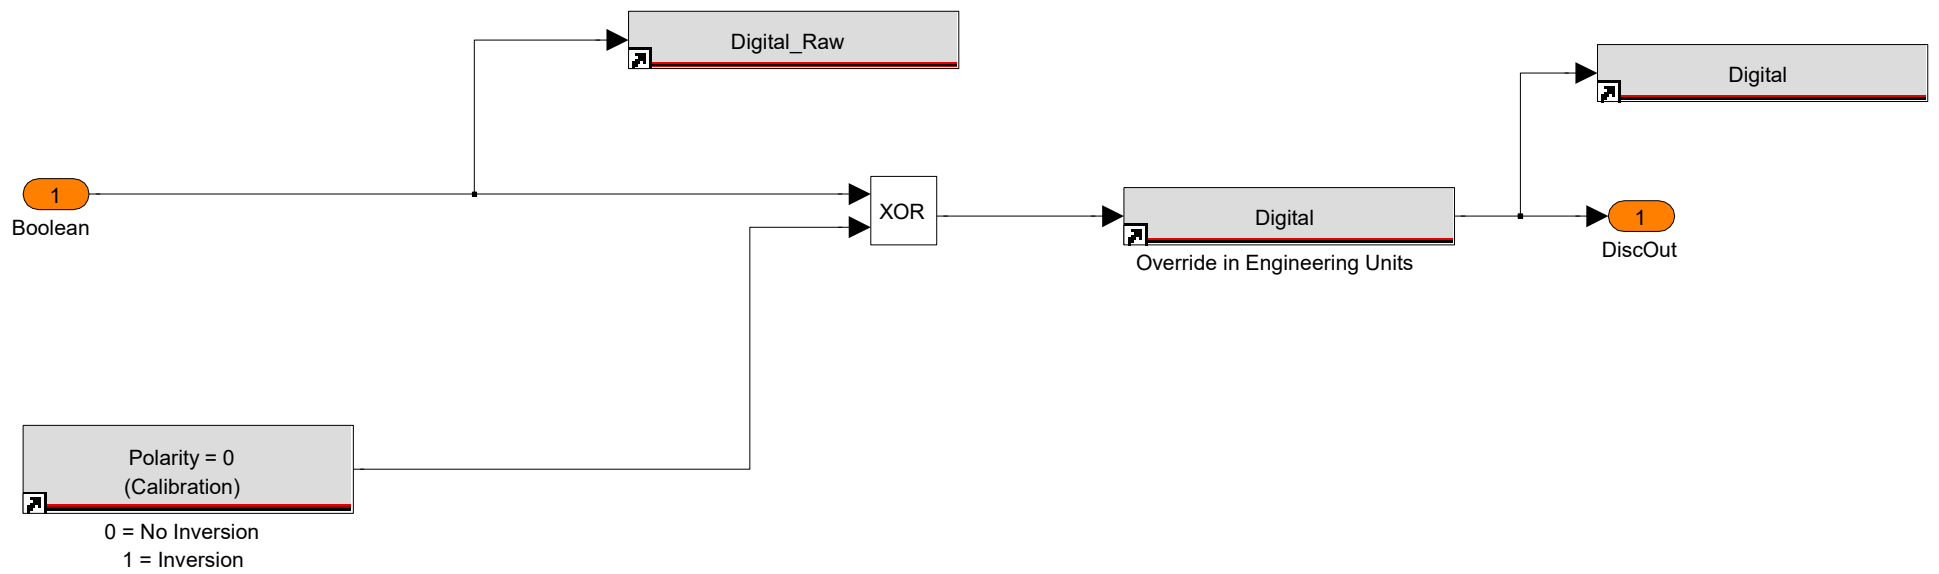 Digital_Raw
Digital
1
Boolean
XOR
Digital
Override in Engineering Units
1
DiscOut
Polarity = 0
(Calibration)
0 = No Inversion
1 = Inversion